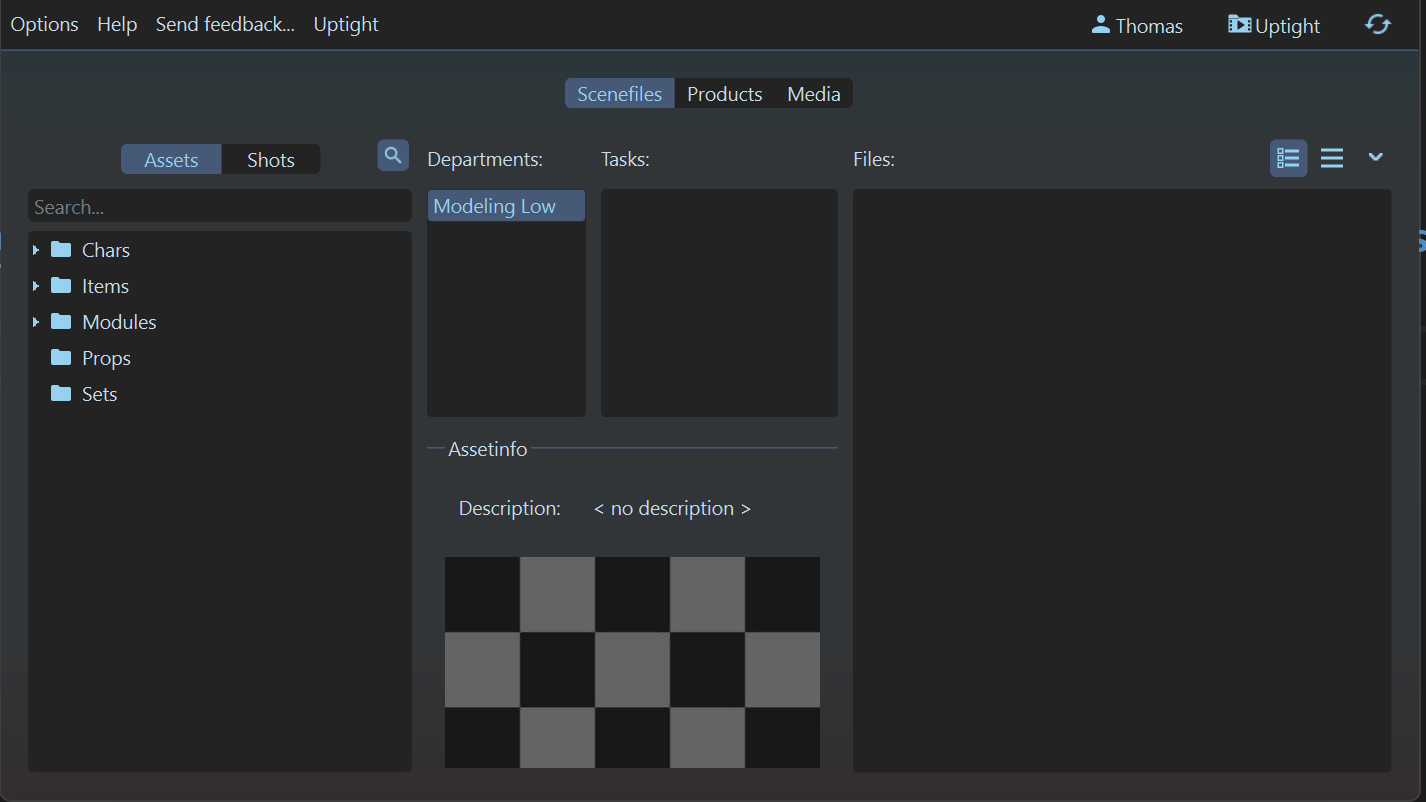 Options Help Send feedback... Uptight Thomas Uptight
Scenefiles Products Media
Assets Shots Departments: Tasks: Files:
Search...
Modeling Low
Chars
Items
Modules
Props
Sets
Assetinfo
Description: < no description >